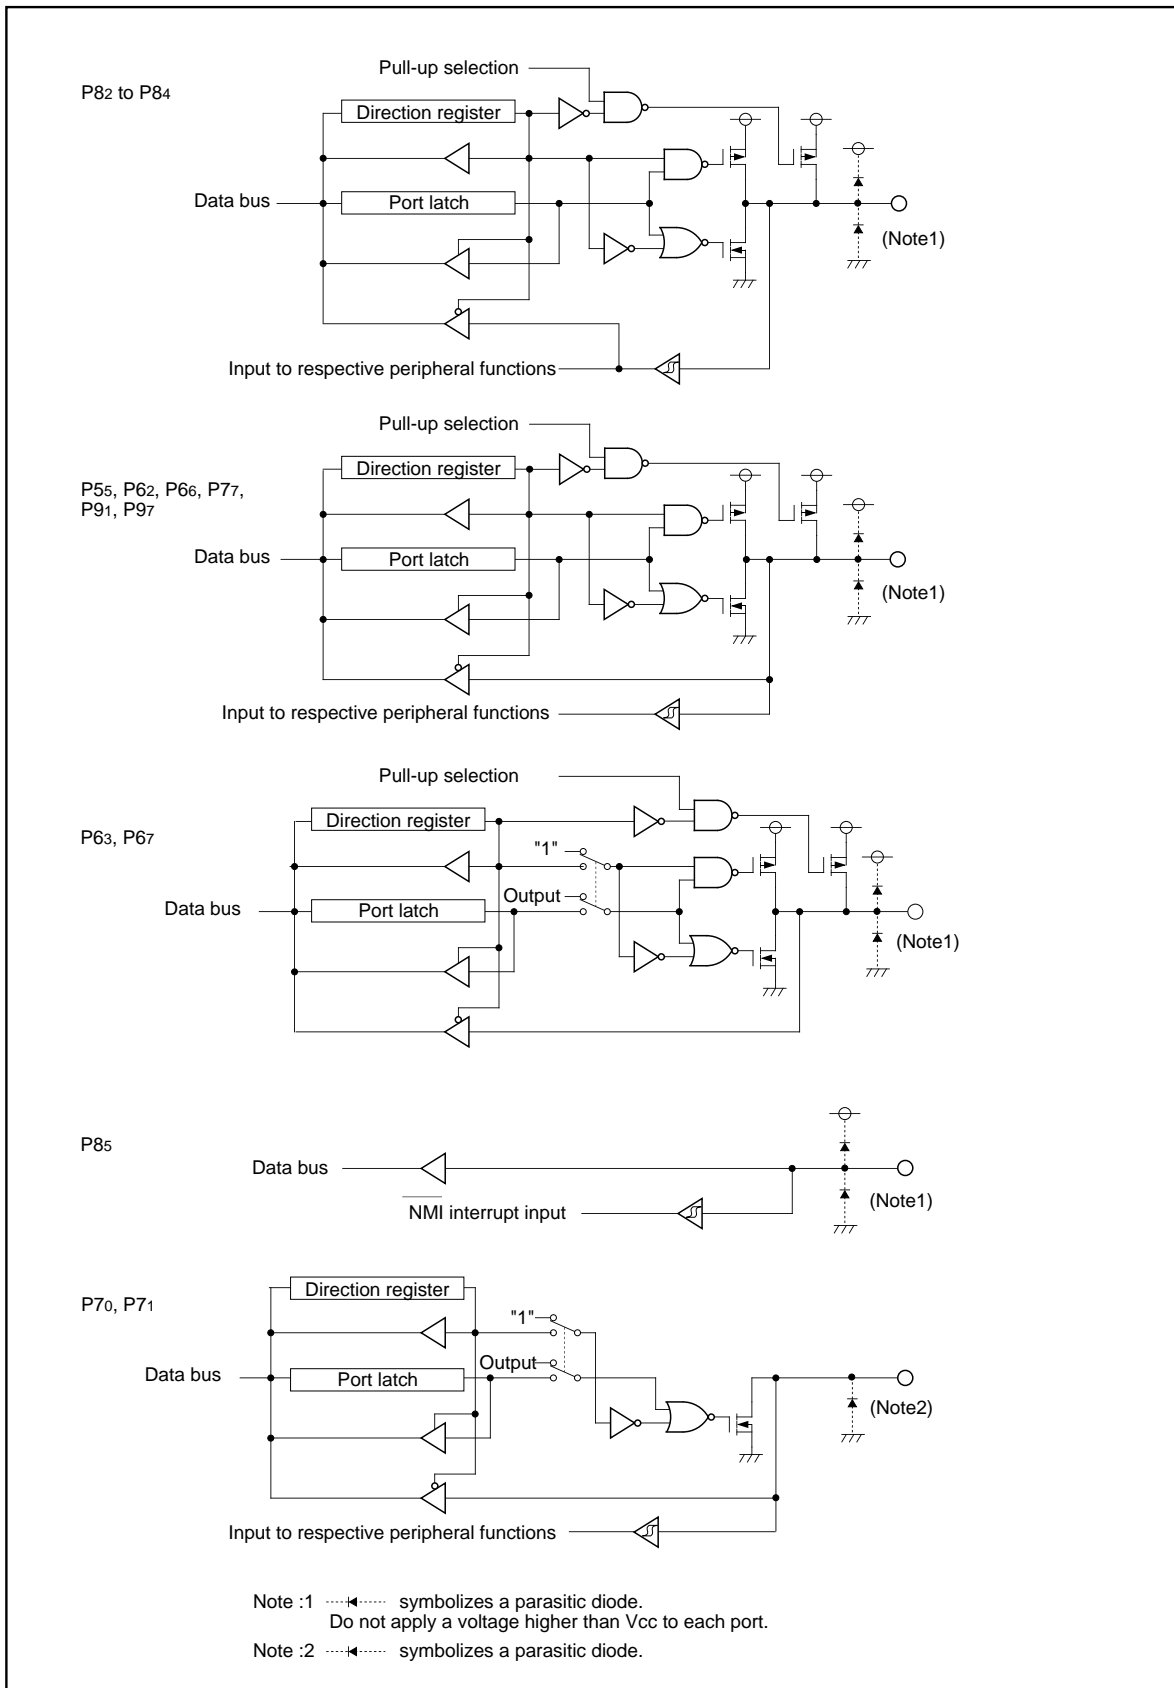 Pull-up selection
P82 to P84
Direction register
Data bus
Port latch
(Note1)
Input to respective peripheral functions
Pull-up selection
Direction register
P55, P62, P66, P77,
P91, P97
Data bus
Port latch
(Note1)
Input to respective peripheral functions
Pull-up selection
P63, P67
Direction register
"1"
Output
Data bus
Port latch
(Note1)
P85
Data bus
(Note1)
NMI interrupt input
P70, P71
Direction register
"1"
Output
Data bus
Port latch
(Note2)
Input to respective peripheral functions
Note :1 symbolizes a parasitic diode.
Do not apply a voltage higher than Vcc to each port.
Note :2 symbolizes a parasitic diode.